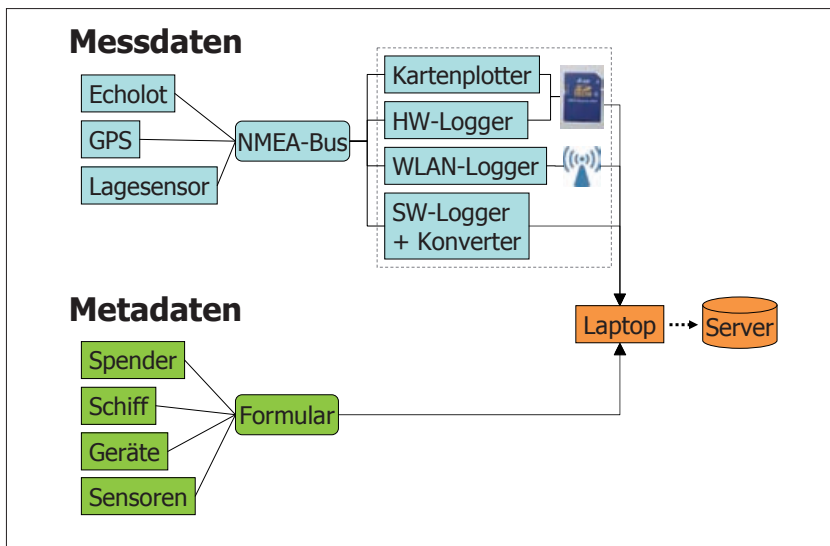 Messdaten
Echolot
GPS
Lagesensor
NMEA-Bus
Kartenplotter
HW-Logger
WLAN-Logger
SW-Logger
+ Konverter
Metadaten
Spender
Schiff
Geräte
Sensoren
Formular
Laptop
Server